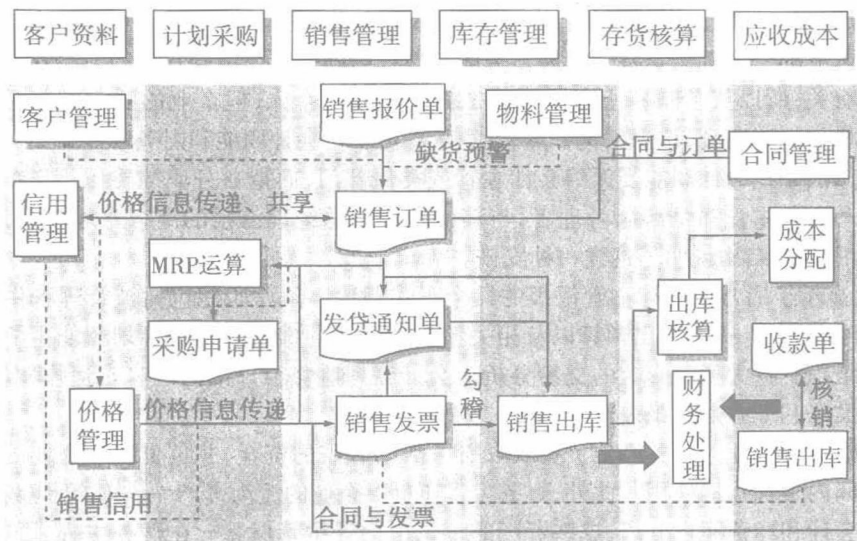 客户资料
计划采购
销售管理
库存管理
存货核算
应收成本
客户管理
销售报价单
物料管理
缺货预警
合同与订单
合同管理
信用
管理
价格信息传递、共享
销售订单
成本
分配
MRP运算
出库
核算
发贷通知单
采购申请单
收款单
价格
管理
价格信息传递
销售发票
勾
稽
销售出库
财
务
处
理
核
销
销售出库
销售信用
合同与发票